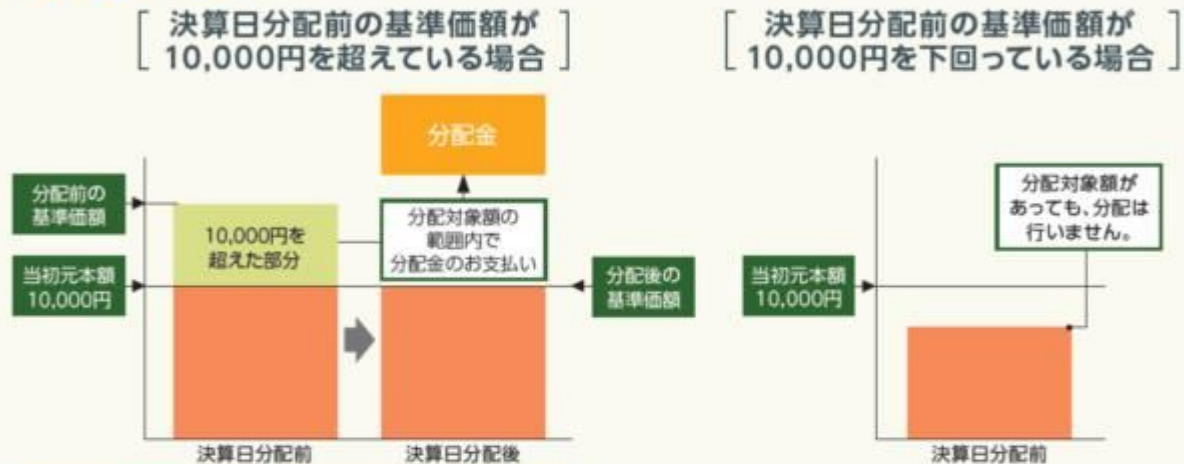 決算日分配前の基準価額が
10,000円を超えている場合
分配金
分配前の
基準価額
10,000円を
超えた部分
分配対象額の
範囲内で
分配金のお支払い
当初元本額
10,000円
分配後の
基準価額
決算日分配前
決算日分配後
決算日分配前の基準価額が
10,000円を下回っている場合
分配対象額が
あっても、分配は
行いません。
当初元本額
10,000円
決算日分配前